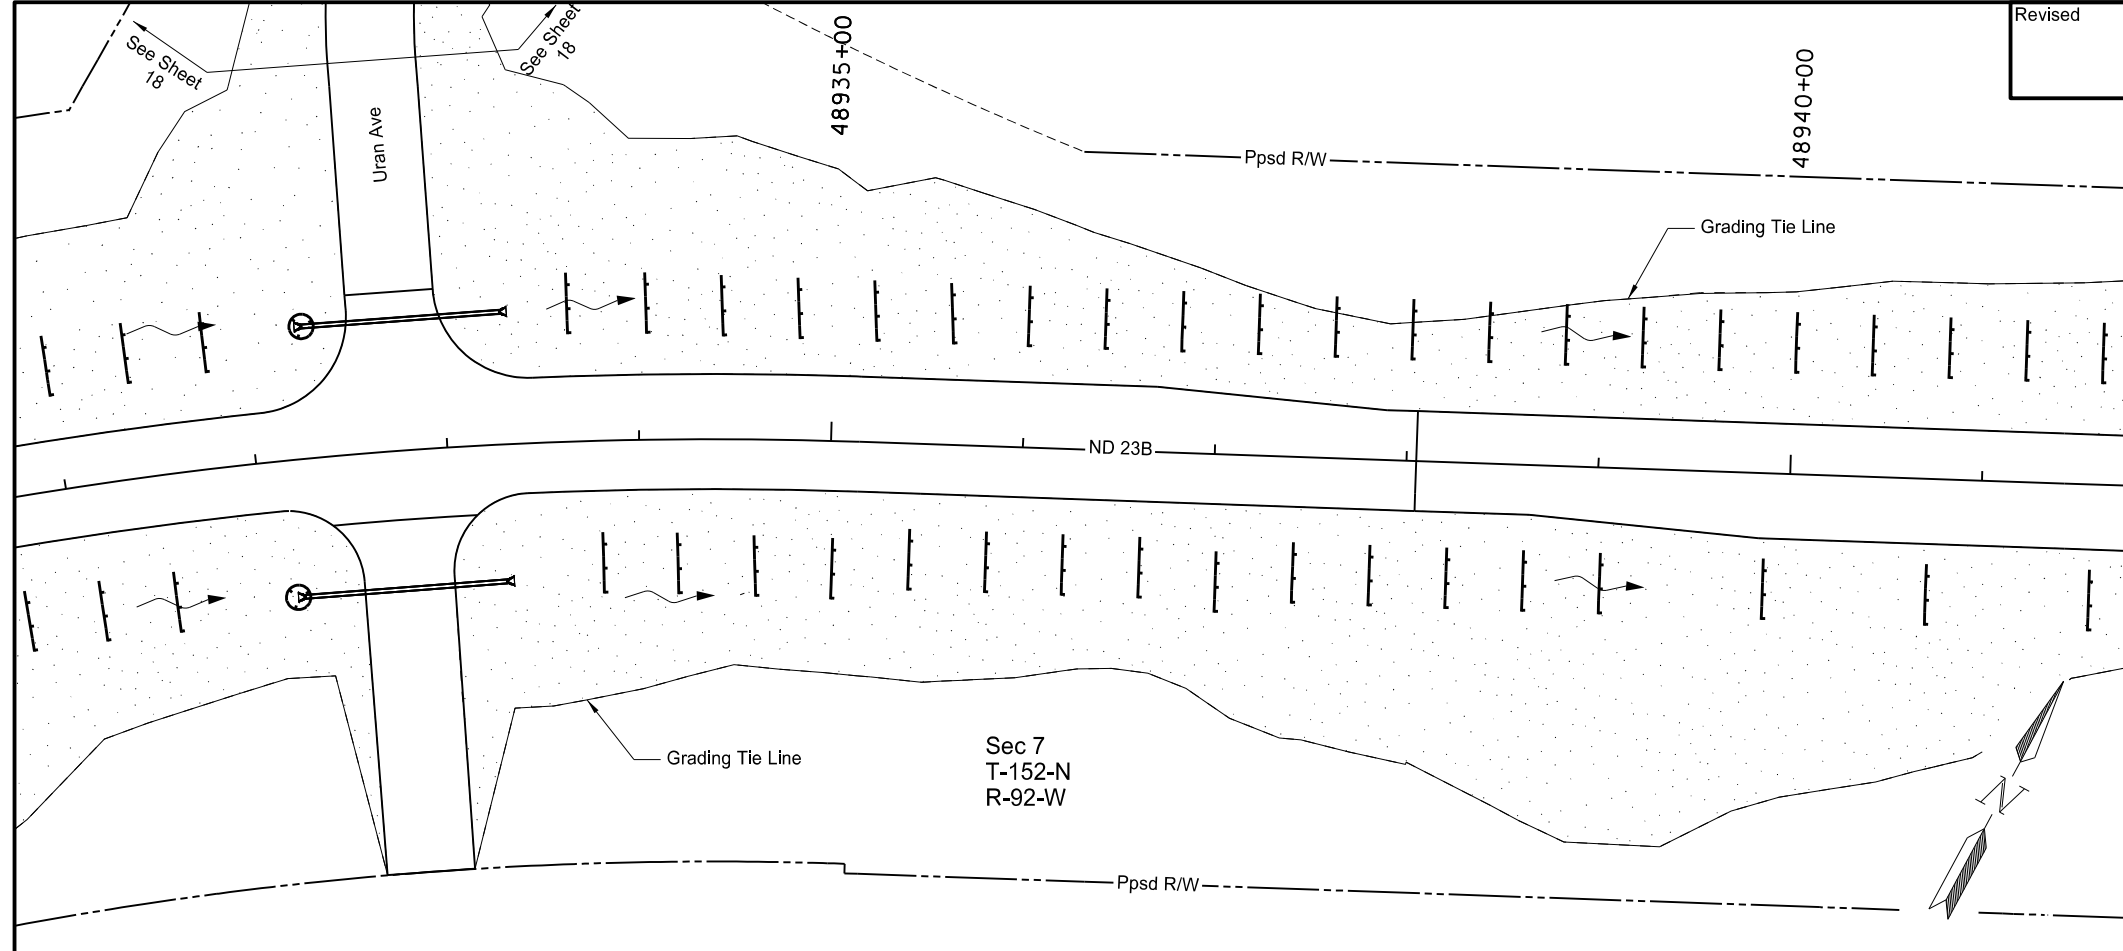 Revised
See Sheet
18
See Sheet
18
48935+00
48940+00
Uran Ave
Ppsd R/W
Grading Tie Line
ND 23B
Grading Tie Line
Sec 7
T-152-N
R-92-W
N
Ppsd R/W